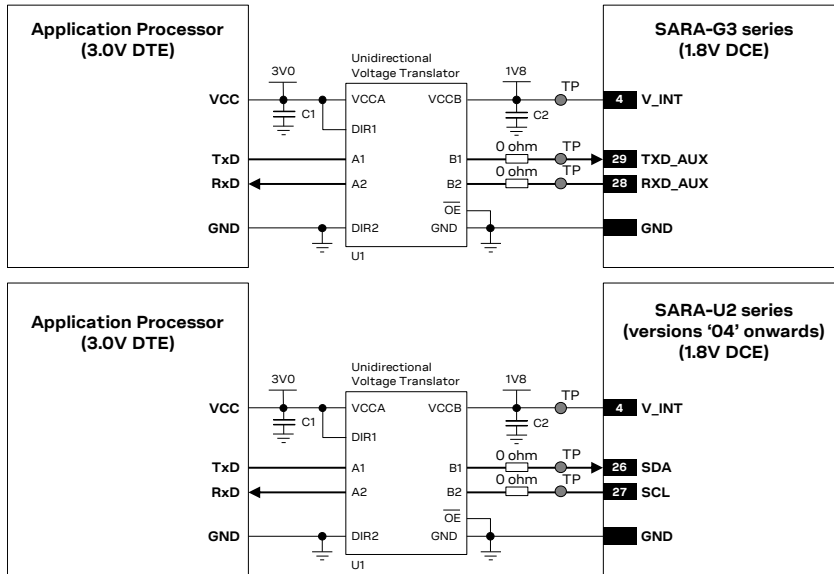 Application Processor
(3.0V DTE)
SARA-G3 series
(1.8V DCE)
Unidirectional
Voltage Translator
3V0
1V8
TP
VCC
VCCA
VCCB
4
V_INT
C1
C2
DIR1
0 ohm
TP
TxD
A1
B1
29
TXD_AUX
0 ohm
TP
RxD
A2
B2
28
RXD_AUX
OE
GND
DIR2
GND
GND
U1
Application Processor
(3.0V DTE)
SARA-U2 series
(versions ‘04’ onwards)
(1.8V DCE)
Unidirectional
Voltage Translator
3V0
1V8
TP
VCC
VCCA
VCCB
4
V_INT
C1
C2
DIR1
0 ohm
TP
TxD
A1
B1
26
SDA
0 ohm
TP
RxD
A2
B2
27
SCL
OE
GND
DIR2
GND
GND
U1